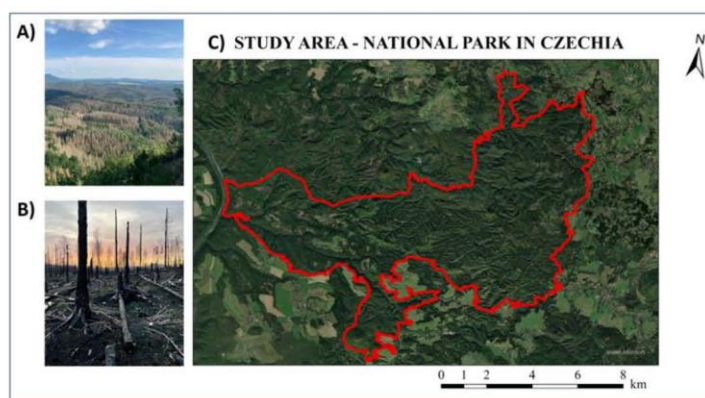 A)
C) STUDY AREA - NATIONAL PARK IN CZECHIA
N
B)
0 1 2 4 6 8
km